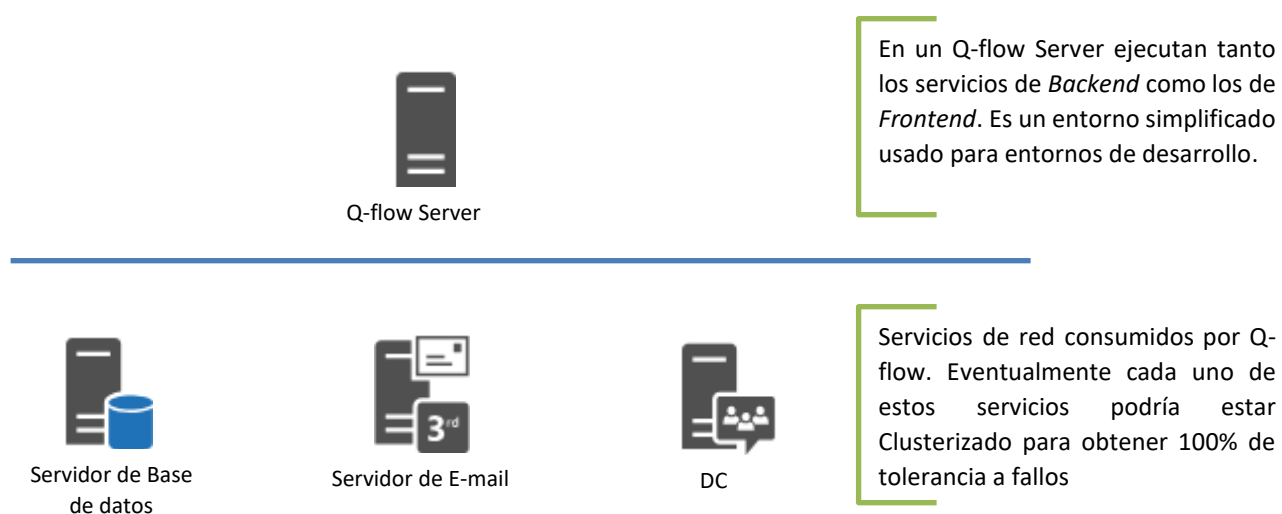 En un Q-flow Server ejecutan tanto
los servicios de Backend como los de
Frontend. Es un entorno simplificado
usado para entornos de desarrollo.
Q-flow Server
Servicios de red consumidos por Q-
flow. Eventualmente cada uno de
estos servicios podría estar
Clusterizado para obtener 100% de
tolerancia a fallos
3rd
Servidor de Base
de datos
Servidor de E-mail
DC